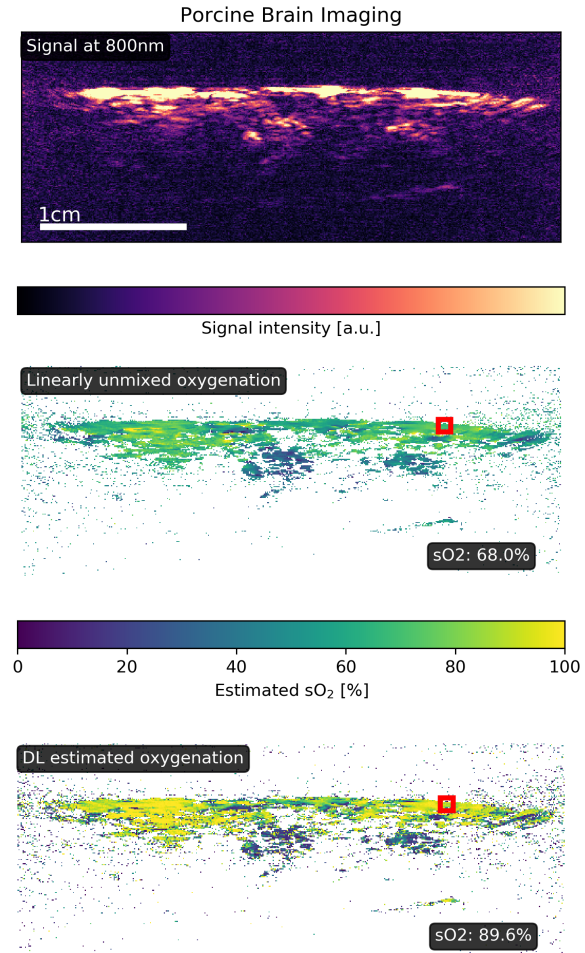 Porcine Brain Imaging
Signal at 800nm
1cm
Signal intensity [a.u.]
Linearly unmixed oxygenation
sO2: 68.0%
0 20 40 60 80 100
Estimated sO₂ [%]
DL estimated oxygenation
sO2: 89.6%